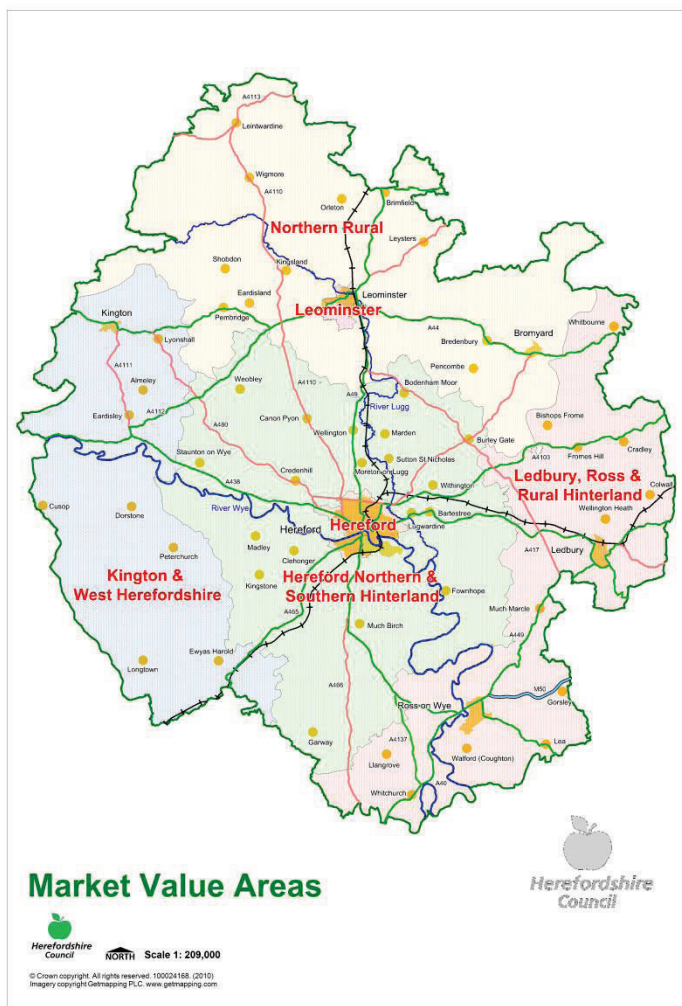 A4113
Leintwardine
Wigmore
A4110
Orleton
Brimfield
Northern Rural
Leysters
Shobdon
Kingsland
Eardisland
Leominster
Kington
Leominster
Pembridge
Lyonshall
A44
Bredenbury
Bromyard
Whitbourne
A4111
Almeley
Weobley
A4110
A49
Pencombe
Bodenham Moor
River Lugg
Eardisley
A4112
A480
Canon Pyon
Wellington
Marden
Burley Gate
Bishops Frome
Staunton on Wye
Sutton St.Nicholas
A4103
Fromes Hill
Cradley
A438
Credenhill
Moreton on Lugg
Withington
Ledbury, Ross &
Rural Hinterland
Colwall
Cusop
Dorstone
River Wye
Hereford
Hereford
Bartestree
Lugwardine
Wellington Heath
Peterchurch
Madley
Clehonger
A417
Ledbury
Kington &
West Herefordshire
Kingstone
Hereford Northern &
Southern Hinterland
Fownhope
A465
Much Birch
Much Marcle
A449
Longtown
Ewyas Harold
A466
M50
Gorsley
Ross-on Wye
Garway
A4137
Llangrove
Walford (Coughton)
Lea
Whitchurch
A40
Market Value Areas
Herefordshire
Council
Herefordshire
Council
NORTH
Scale 1: 209,000
© Crown copyright. All rights reserved. 100024168. (2010)
Imagery copyright Getmapping PLC. www.getmapping.com